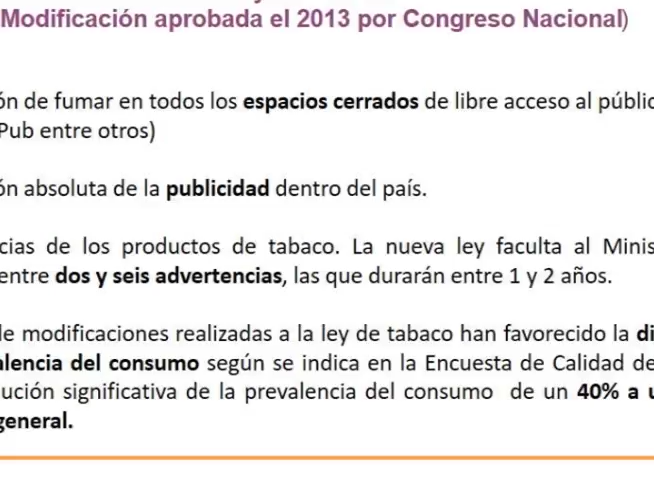 Modificación aprobada el 2013 por Congreso Nacional)
ón de fumar en todos los espacios cerrados de libre acceso al públic
Pub entre otros)
ón absoluta de la publicidad dentro del país.
cias de los productos de tabaco. La nueva ley faculta al Minis
entre dos y seis advertencias, las que durarán entre 1 y 2 años.
de modificaciones realizadas a la ley de tabaco han favorecido la di
alencia del consumo según se indica en la Encuesta de Calidad de
ución significativa de la prevalencia del consumo de un 40% a u
general.